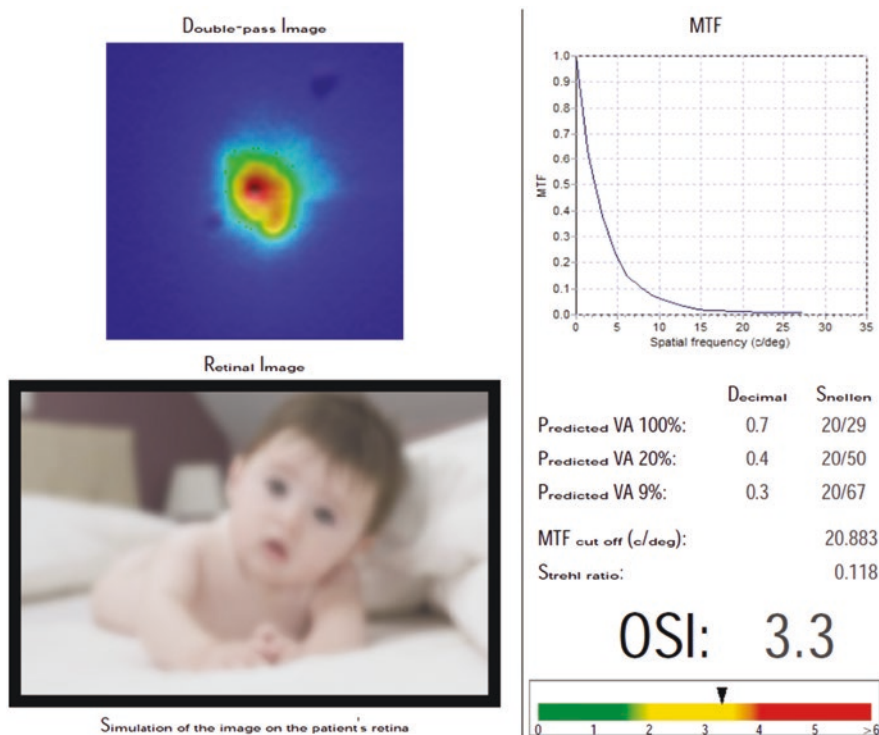 Double-pass Image
Retinal Image
Simulation of the image on the patient's retina
MTF
1.0
0.9
0.8
0.7
0.6
0.5
0.4
0.3
0.2
0.1
0.0
MTF
0 5 10 15 20 25 30 35
Spatial frequency (c/deg)
Decimal Snellen
Predicted VA 100%: 0.7 20/29
Predicted VA 20%: 0.4 20/50
Predicted VA 9%: 0.3 20/67
MTF cut off (c/deg): 20.883
Strehl ratio: 0.118
OSI: 3.3
0 1 2 3 4 5 >6